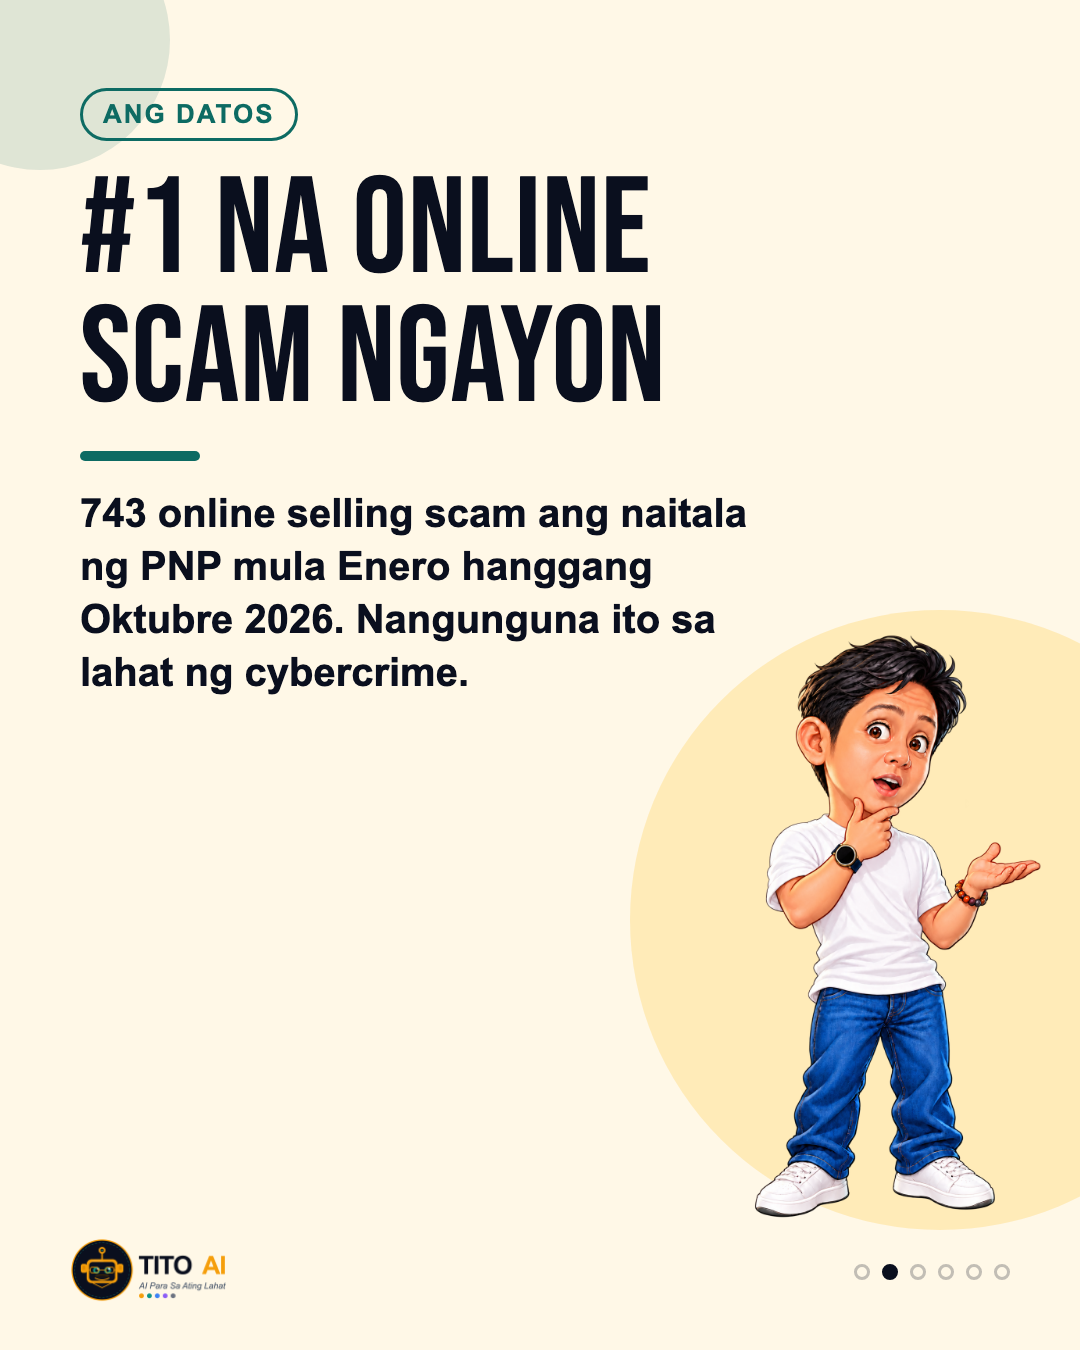 ANG DATOS
#1 NA ONLINE
SCAM NGAYON
743 online selling scam ang naitala
ng PNP mula Enero hanggang
Oktubre 2026. Nangunguna ito sa
lahat ng cybercrime.
TITO AI
AI Para Sa Ating Lahat